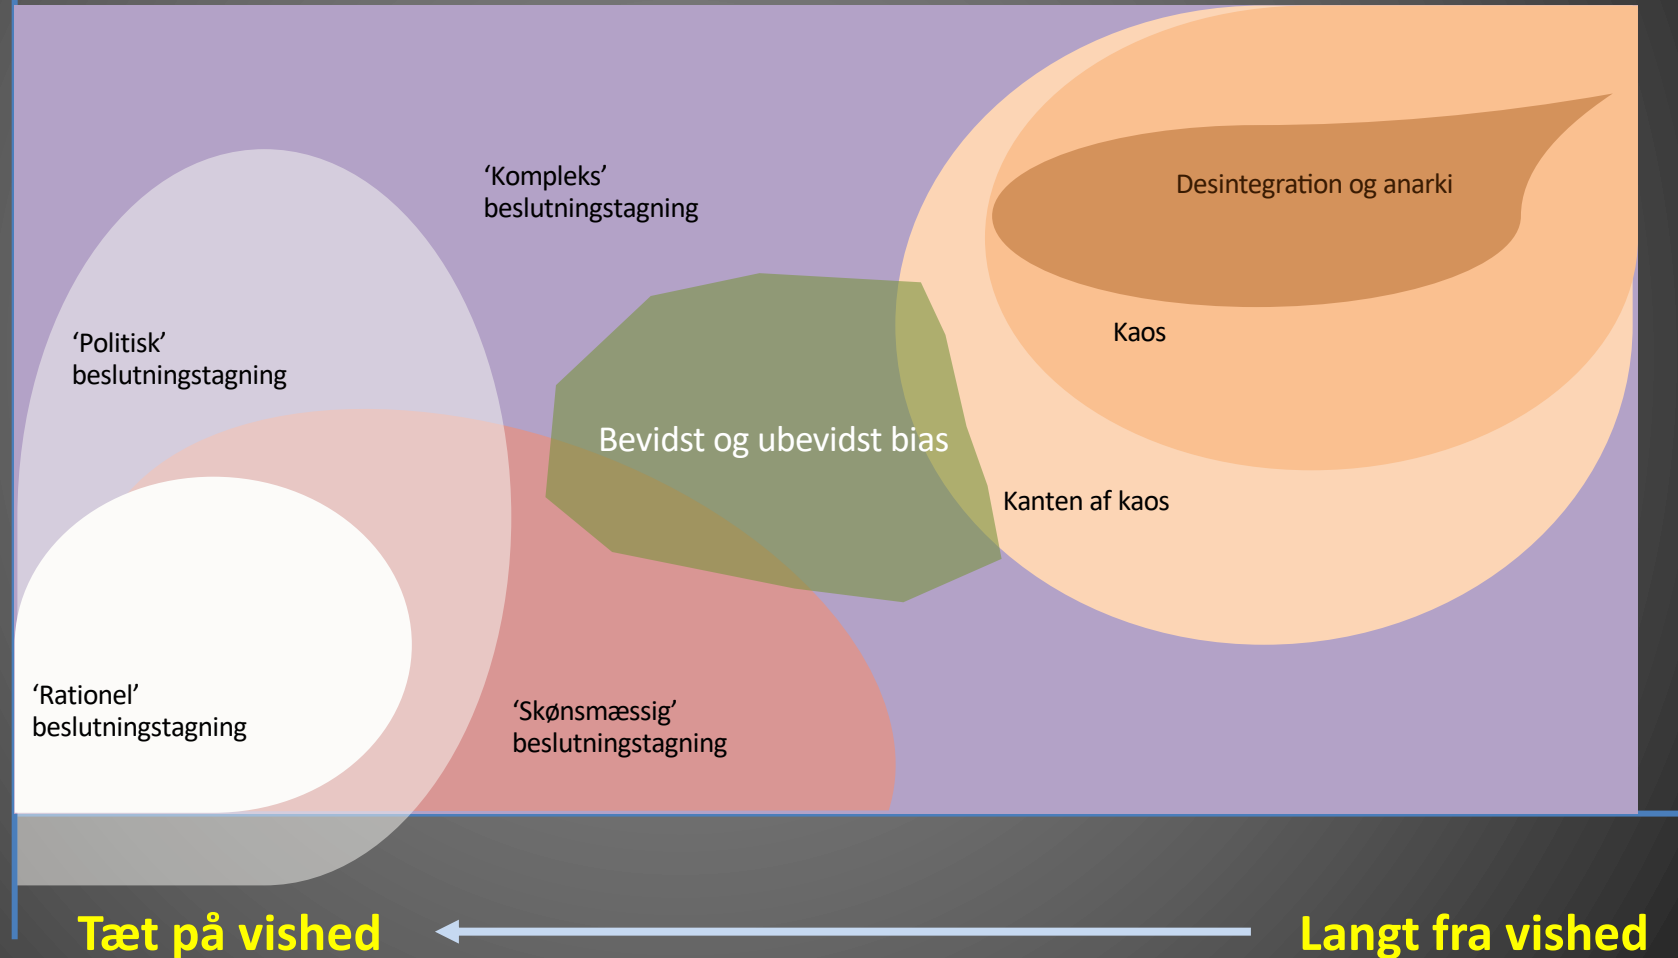 ‘Kompleks’
beslutningstagning
Desintegration og anarki
‘Politisk’
beslutningstagning
Kaos
Bevidst og ubevidst bias
Kanten af kaos
‘Rationel’
beslutningstagning
‘Skønsmæssig’
beslutningstagning
Tæt på vished
Langt fra vished